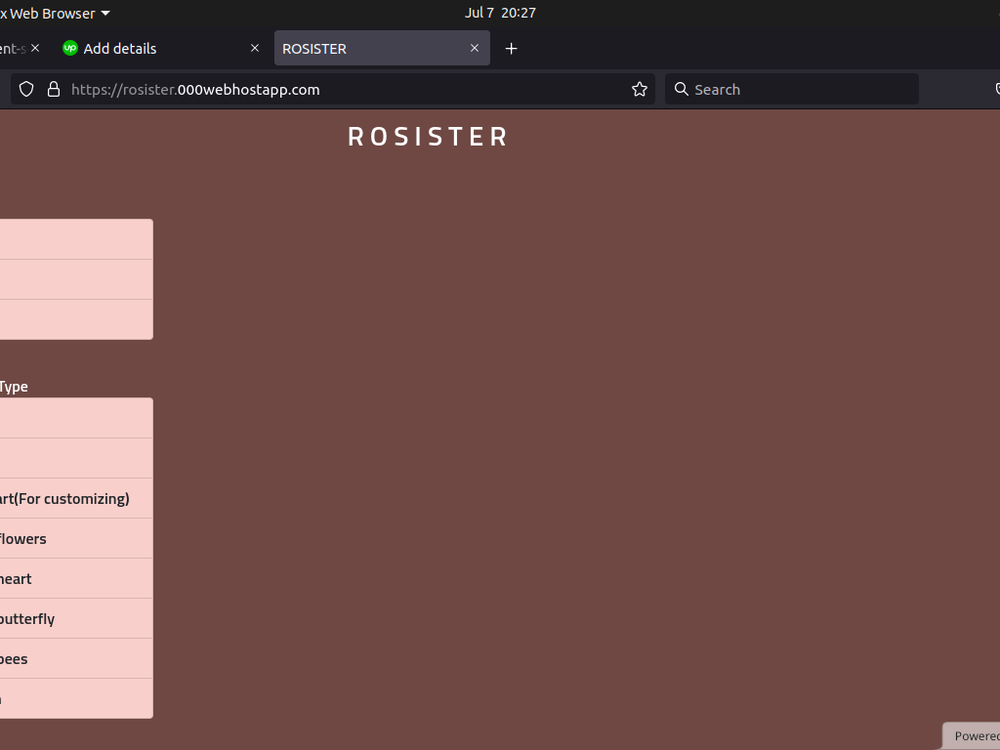 x Web Browser
Jul 7 20:27
ent-s
up Add details
ROSISTER
https://rosister.000webhostapp.com
Search
ROSISTER
Type
art(For customizing)
flowers
heart
butterfly
bees
Powered